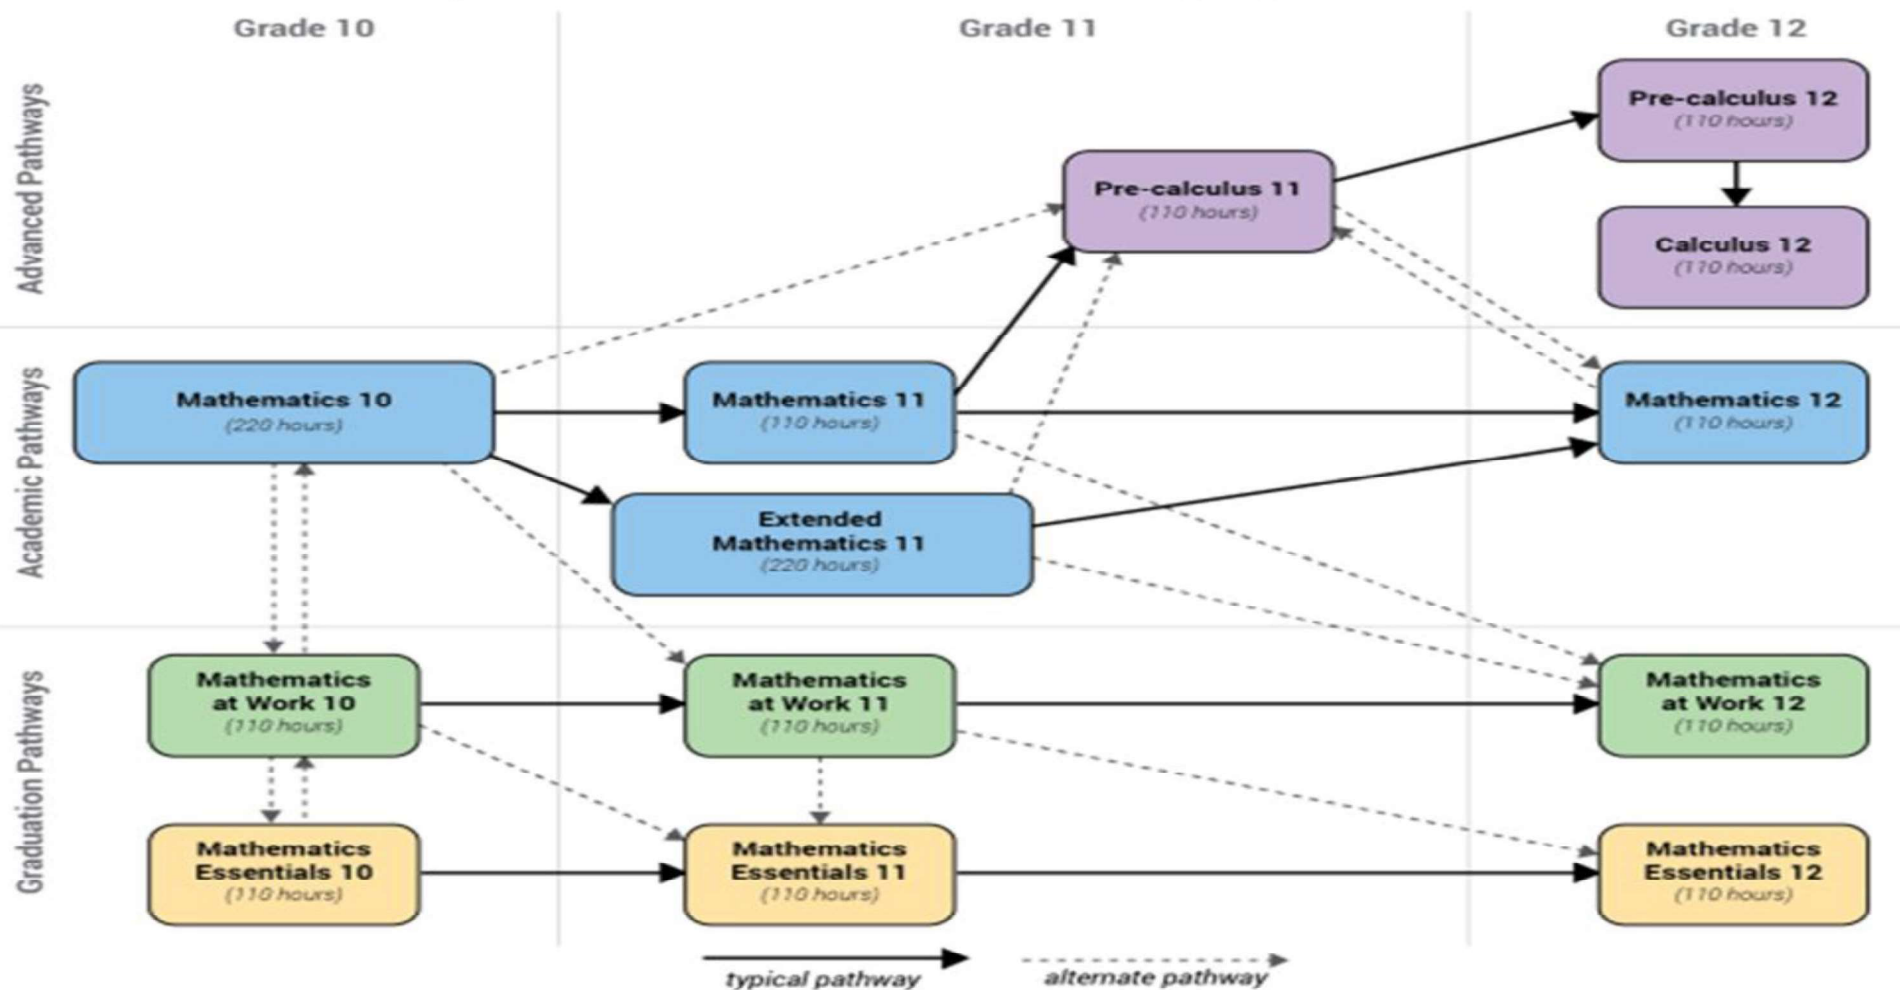 Grade 10
Grade 11
Grade 12
Advanced Pathways
Pre-calculus 12
(110 hours)
Pre-calculus 11
(110 hours)
Calculus 12
(110 hours)
Academic Pathways
Mathematics 10
(220 hours)
Mathematics 11
(110 hours)
Mathematics 12
(110 hours)
Extended
Mathematics 11
(220 hours)
Graduation Pathways
Mathematics
at Work 10
(110 hours)
Mathematics
at Work 11
(110 hours)
Mathematics
at Work 12
(110 hours)
Mathematics
Essentials 10
(110 hours)
Mathematics
Essentials 11
(110 hours)
Mathematics
Essentials 12
(110 hours)
typical pathway
alternate pathway